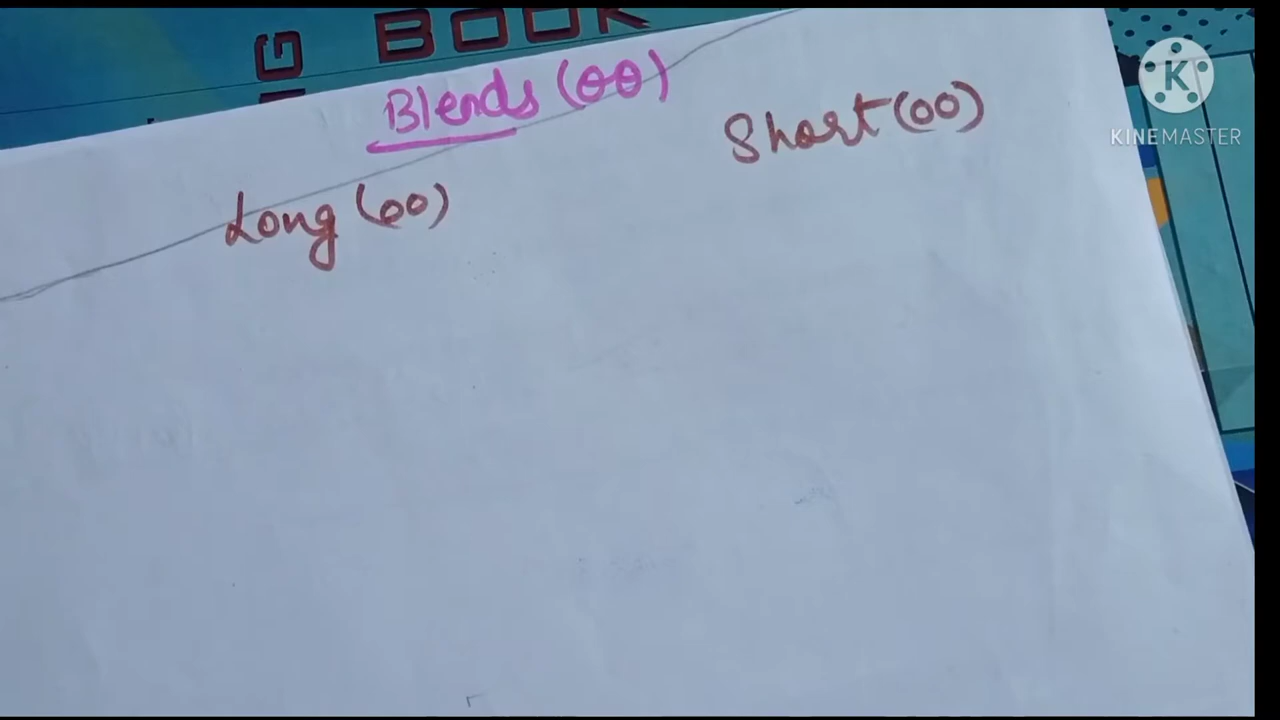 G BOOK
Blends (oo)
Short (oo)
Long (oo)
KINEMASTER